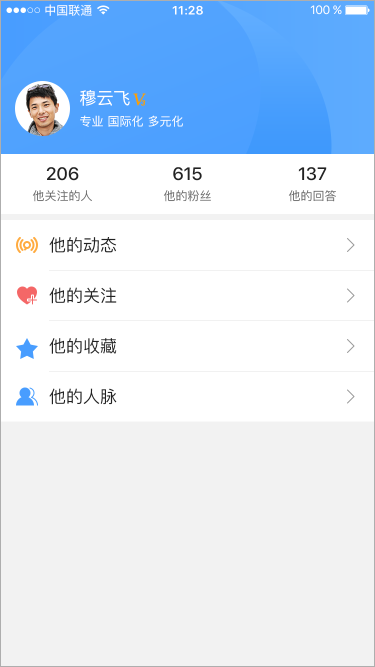 中国联通 11:28 100 %
穆云飞
专业 国际化 多元化
206 615 137
他关注的人 他的粉丝 他的回答
他的动态
他的关注
他的收藏
他的人脉